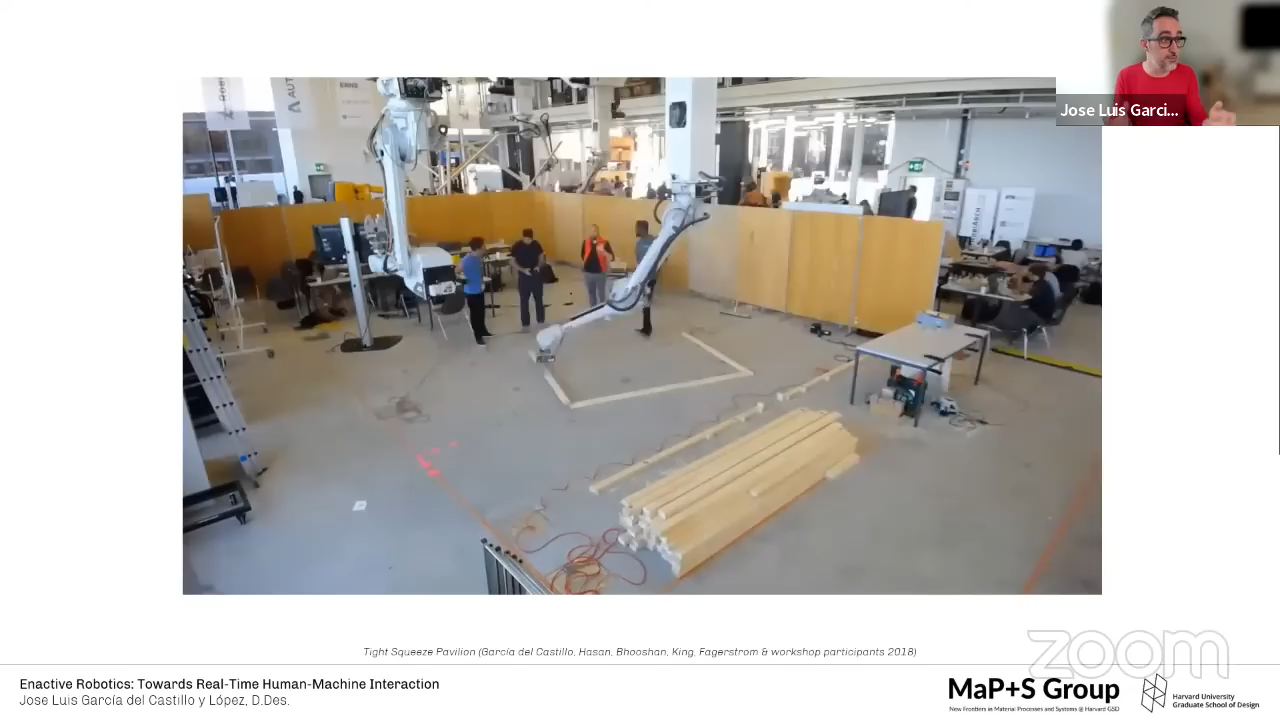 Jose Luis Garci...
Tight Squeeze Pavilion (García del Castillo, Hasan, Bhooshan, King, Fagerstrom & workshop participants 2018)
zoom
Enactive Robotics: Towards Real-Time Human-Machine Interaction
Jose Luis García del Castillo y López, D.Des.
MaP+S Group
New Frontiers in Material Processes and Systems @ Harvard GSD
Harvard University
Graduate School of Design